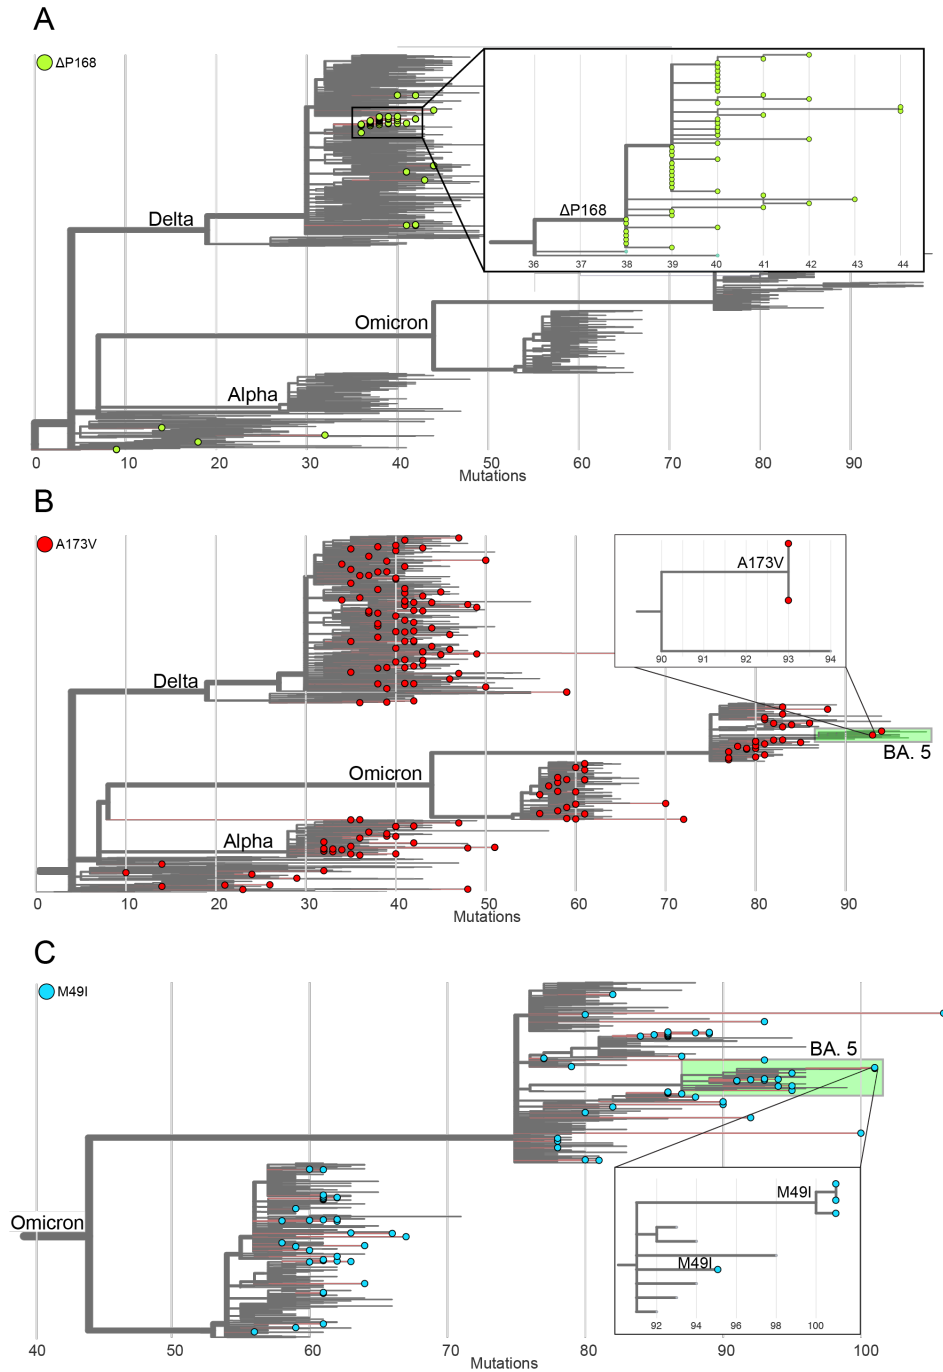 A
ΔP168
Delta
ΔP168
36 37 38 39 40 41 42 43 44
Omicron
Alpha
0 10 20 30 40 50 60 70 80 90
Mutations
B
A173V
A173V
90 91 92 93 94
Delta
BA. 5
Omicron
Alpha
0 10 20 30 40 50 60 70 80 90
Mutations
C
M49I
BA. 5
M49I
Omicron
M49I
92 94 96 98 100
40 50 60 70 80 90 100
Mutations